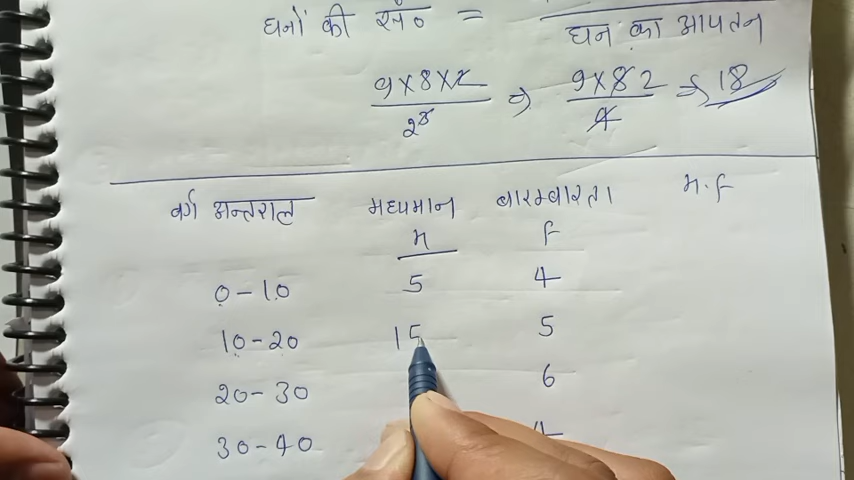 घनों की सं० =
घन का आयतन
9×8×2 / 2³ ⇒ 9×8 2 / 4 ⇒ 18
वर्ग अन्तराल मध्यमान बारम्बारता x.f
x F
0-10 5 4
10-20 15 5
20-30 6
30-40 4